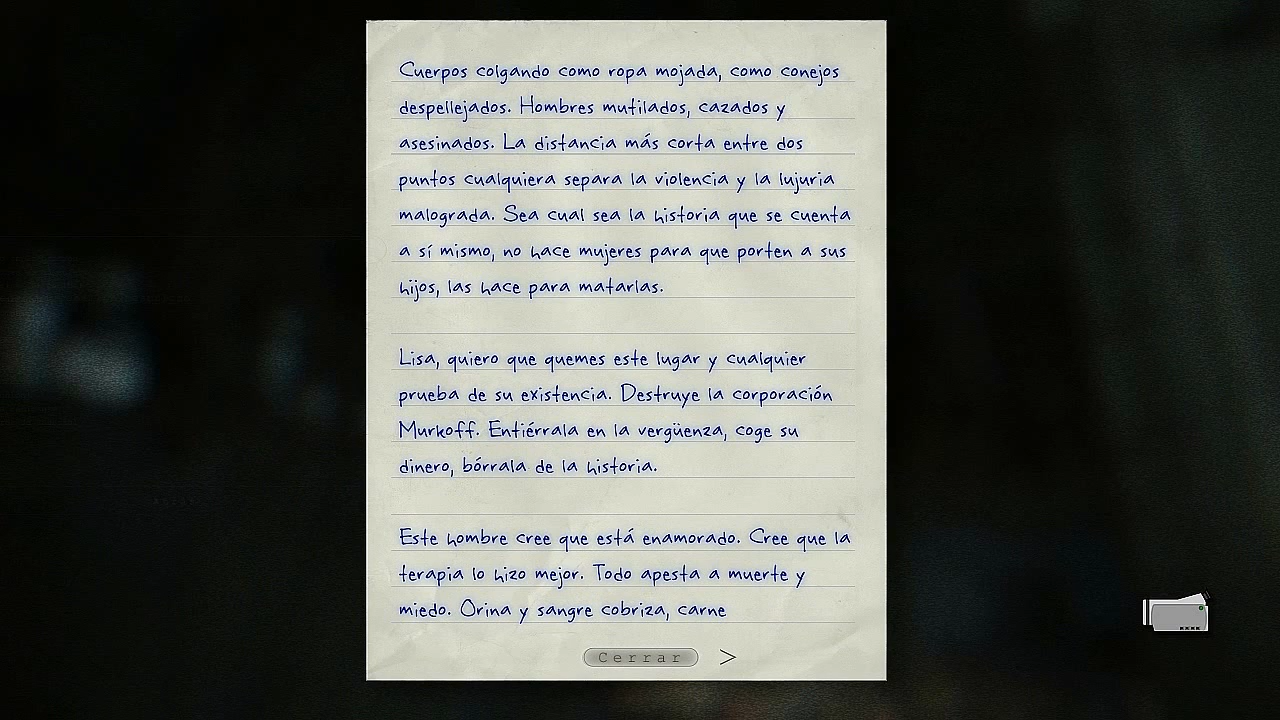 Cuerpos colgando como ropa mojada, como conejos
despellejados. Hombres mutilados, cazados y
asesinados. La distancia más corta entre dos
puntos cualquiera separa la violencia y la lujuria
malograda. Sea cual sea la historia que se cuenta
a sí mismo, no hace mujeres para que porten a sus
hijos, las hace para matarlas.
Lisa, quiero que quemes este lugar y cualquier
prueba de su existencia. Destruye la corporación
Murkoff. Entiérrala en la vergüenza, coge su
dinero, bórrala de la historia.
Este hombre cree que está enamorado. Cree que la
terapia lo hizo mejor. Todo apesta a muerte y
miedo. Orina y sangre cobriza, carne
Cerrar >